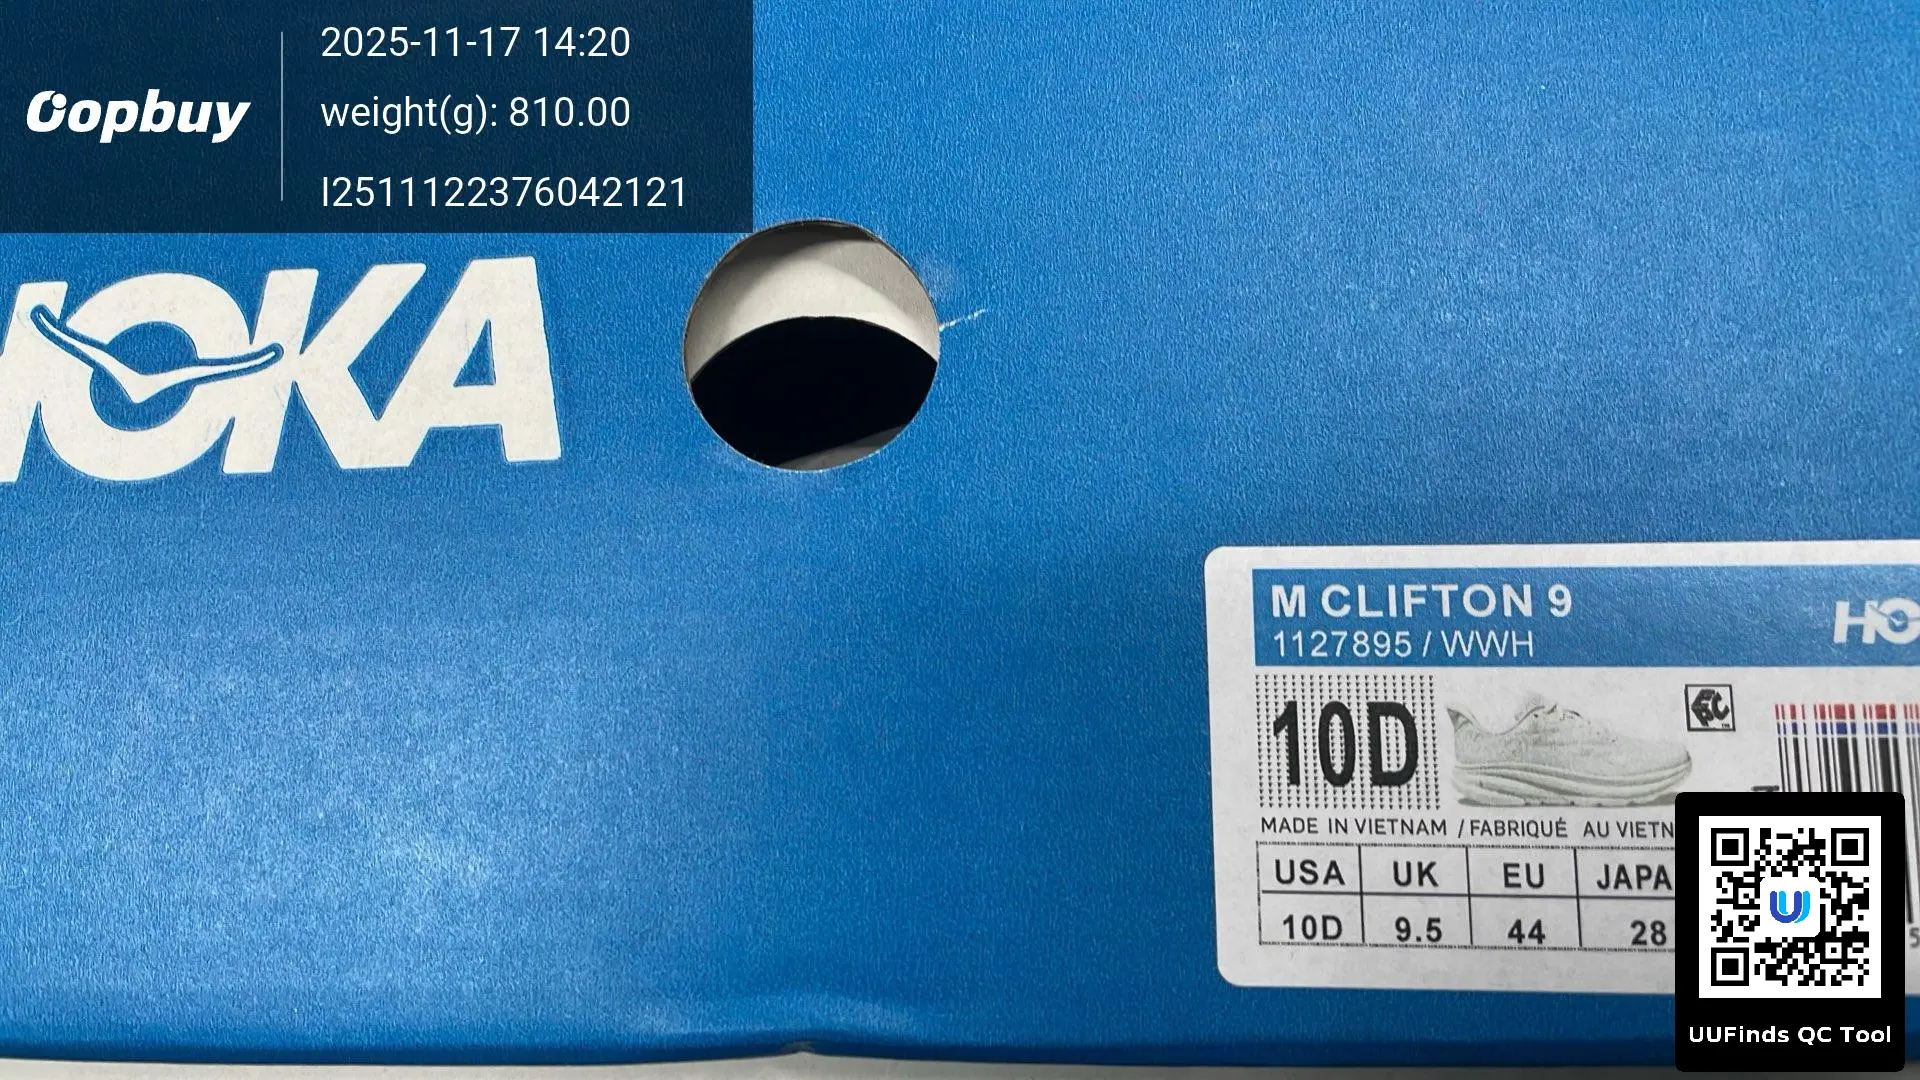 Oopbuy
2025-11-17 14:20
weight(g): 810.00
I2511122376042121
HOKA
M CLIFTON 9
1127895 / WWH
10D
MADE IN VIETNAM / FABRIQUÉ AU VIETN
USA UK EU JAPA
10D 9.5 44 28
UUFinds QC Tool